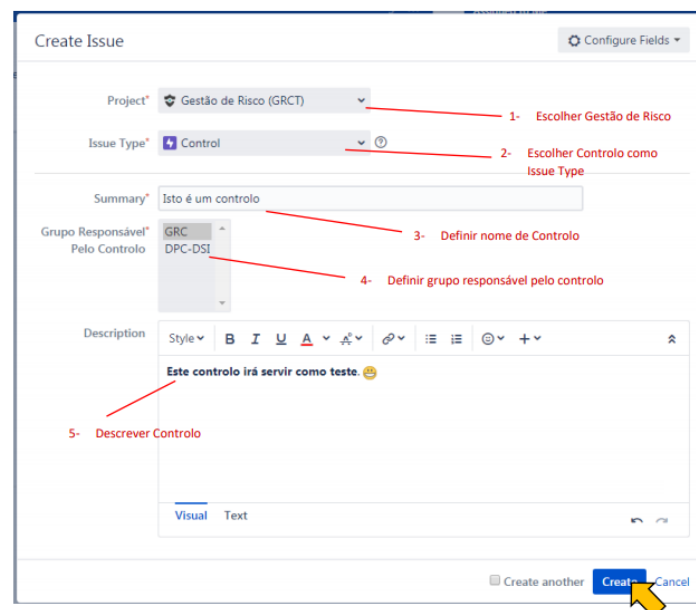 Create Issue
Configure Fields
Project*
Gestão de Risco (GRCT)
1- Escolher Gestão de Risco
Issue Type*
Control
2- Escolher Controlo como
Issue Type
Summary*
Isto é um controlo
3- Definir nome de Controlo
Grupo Responsável*
Pelo Controlo
GRC
DPC-DSI
4- Definir grupo responsável pelo controlo
Description
Style
B I U A
Este controlo irá servir como teste.
5- Descrever Controlo
Visual Text
Create another
Create
Cancel